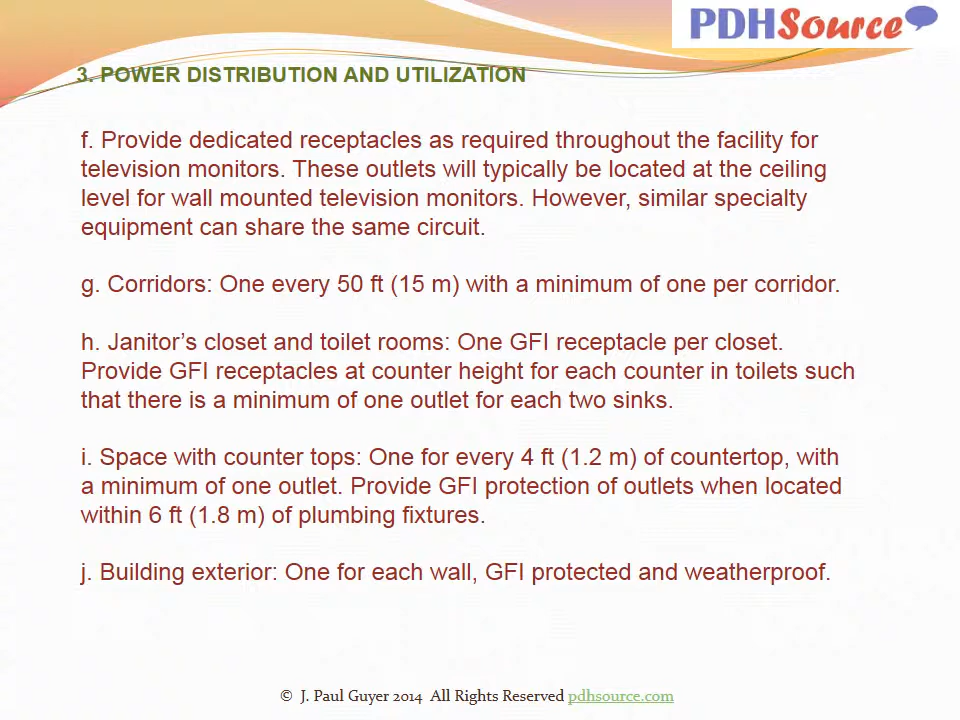 PDHSource
3. POWER DISTRIBUTION AND UTILIZATION
f. Provide dedicated receptacles as required throughout the facility for
television monitors. These outlets will typically be located at the ceiling
level for wall mounted television monitors. However, similar specialty
equipment can share the same circuit.
g. Corridors: One every 50 ft (15 m) with a minimum of one per corridor.
h. Janitor’s closet and toilet rooms: One GFI receptacle per closet.
Provide GFI receptacles at counter height for each counter in toilets such
that there is a minimum of one outlet for each two sinks.
i. Space with counter tops: One for every 4 ft (1.2 m) of countertop, with
a minimum of one outlet. Provide GFI protection of outlets when located
within 6 ft (1.8 m) of plumbing fixtures.
j. Building exterior: One for each wall, GFI protected and weatherproof.
© J. Paul Guyer 2014 All Rights Reserved pdhsource.com